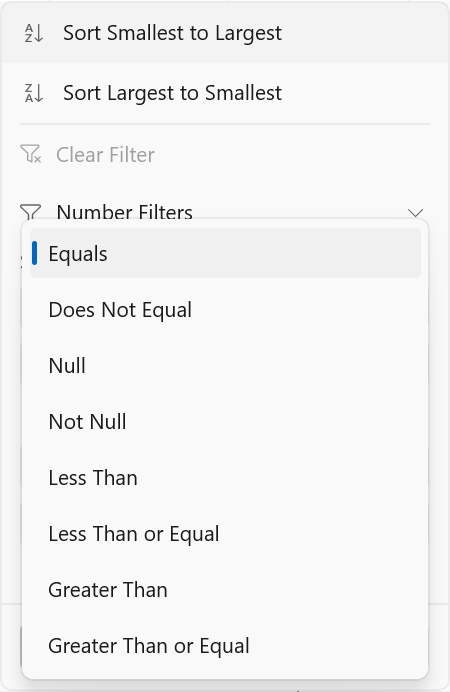 Sort Smallest to Largest
Sort Largest to Smallest
Clear Filter
Number Filters
Equals
Does Not Equal
Null
Not Null
Less Than
Less Than or Equal
Greater Than
Greater Than or Equal